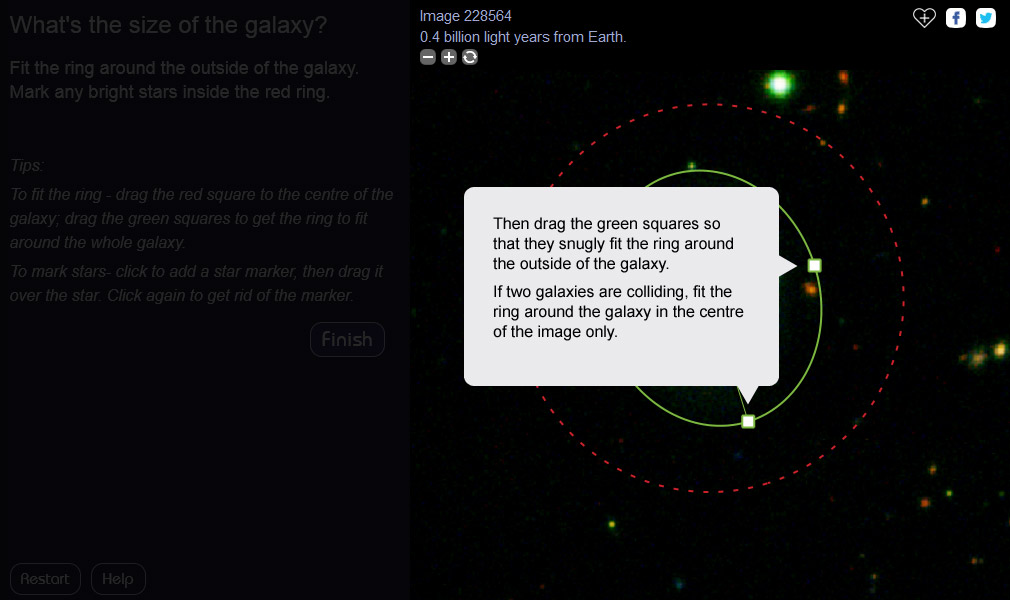 What's the size of the galaxy?
Fit the ring around the outside of the galaxy.
Mark any bright stars inside the red ring.
Tips:
To fit the ring - drag the red square to the centre of the
galaxy; drag the green squares to get the ring to fit
around the whole galaxy.
To mark stars- click to add a star marker, then drag it
over the star. Click again to get rid of the marker.
Finish
Restart
Help
Image 228564
0.4 billion light years from Earth.
Then drag the green squares so
that they snugly fit the ring around
the outside of the galaxy.
If two galaxies are colliding, fit the
ring around the galaxy in the centre
of the image only.